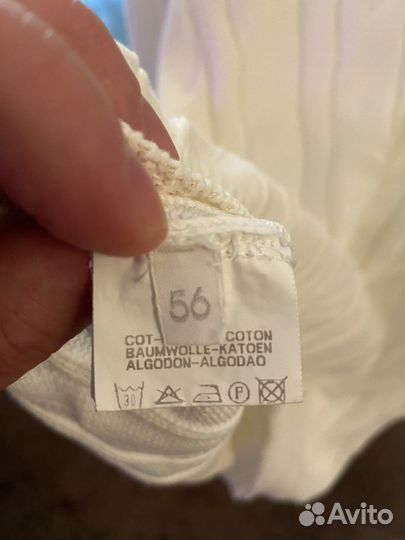 56
COT- COTON
BAUMWOLLE-KATOEN
ALGODON-ALGODAO
30 P
Avito